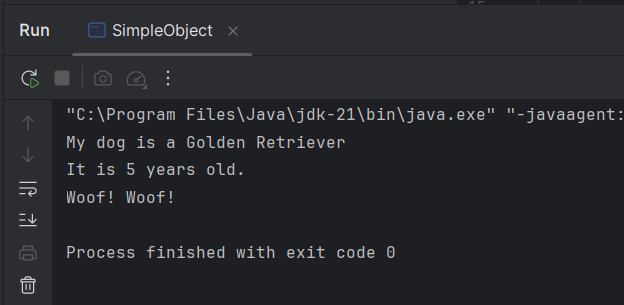 Run SimpleObject
"C:\Program Files\Java\jdk-21\bin\java.exe" "-javaagent:
My dog is a Golden Retriever
It is 5 years old.
Woof! Woof!
Process finished with exit code 0